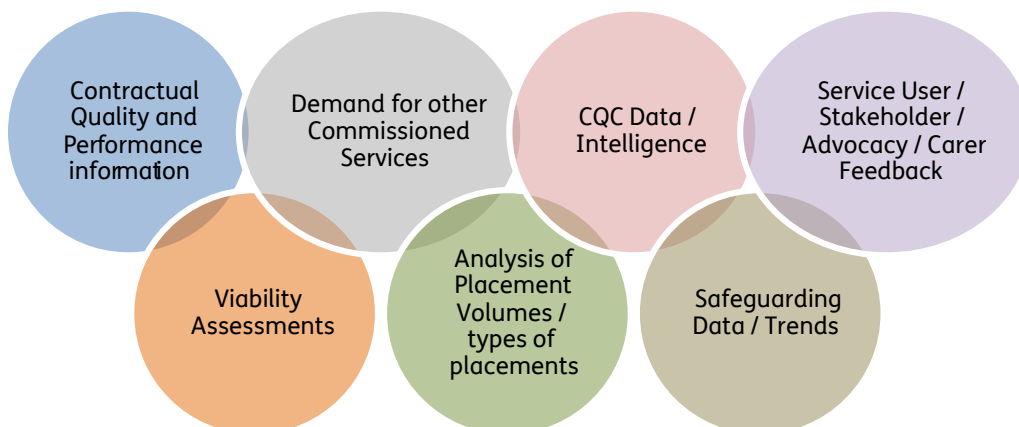 Contractual
Quality and
Performance
information
Demand for other
Commissioned
Services
CQC Data /
Intelligence
Service User /
Stakeholder /
Advocacy / Carer
Feedback
Viability
Assessments
Analysis of
Placement
Volumes /
types of
placements
Safeguarding
Data / Trends